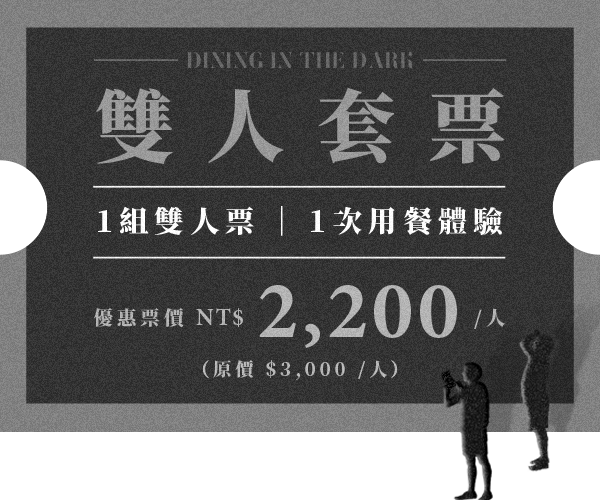 DINING IN THE DARK
雙人套票
1組雙人票｜1次用餐體驗
優惠票價 NT$ 2,200 /人
（原價 $3,000 /人）